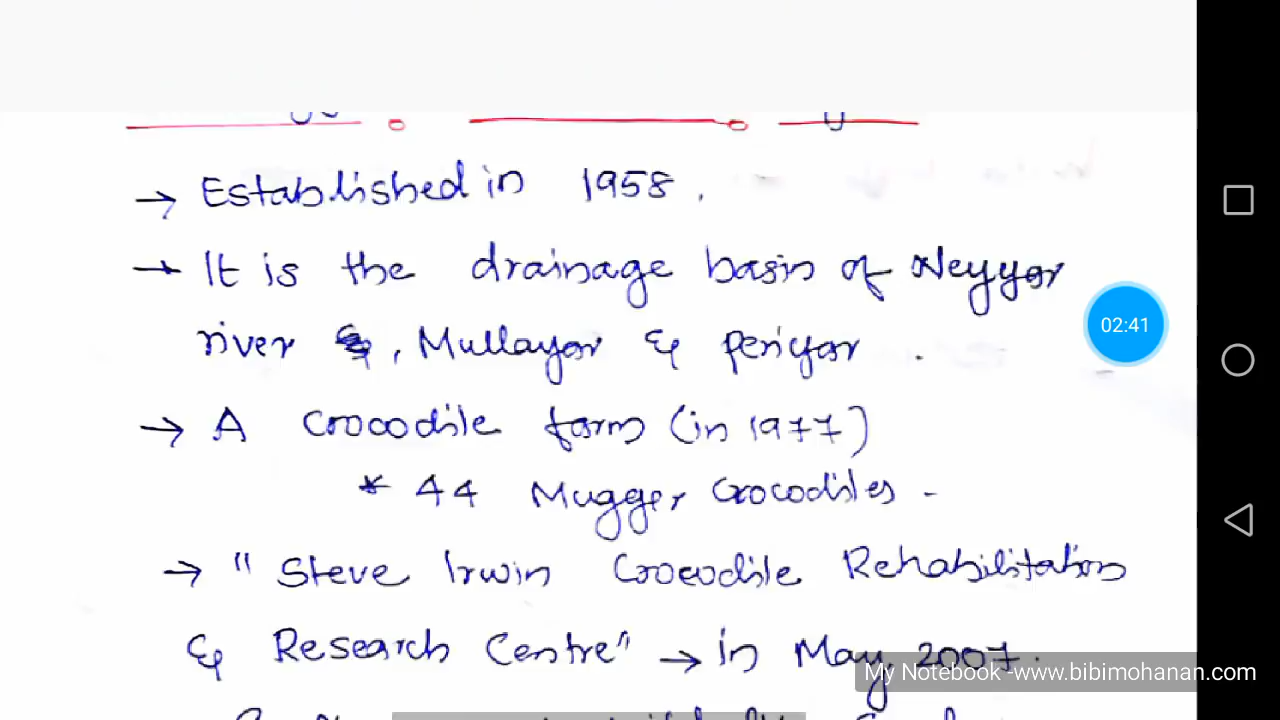 → Established in 1958.
→ It is the drainage basin of Neyyar
river, Mullayar & periyar.
→ A crocodile farm (in 1977)
* 44 Mugger crocodiles -
→ " Steve Irwin Crocodile Rehabilitation
& Research Centre" → in May, 2007.
02:41
My Notebook -www.bibimohanan.com